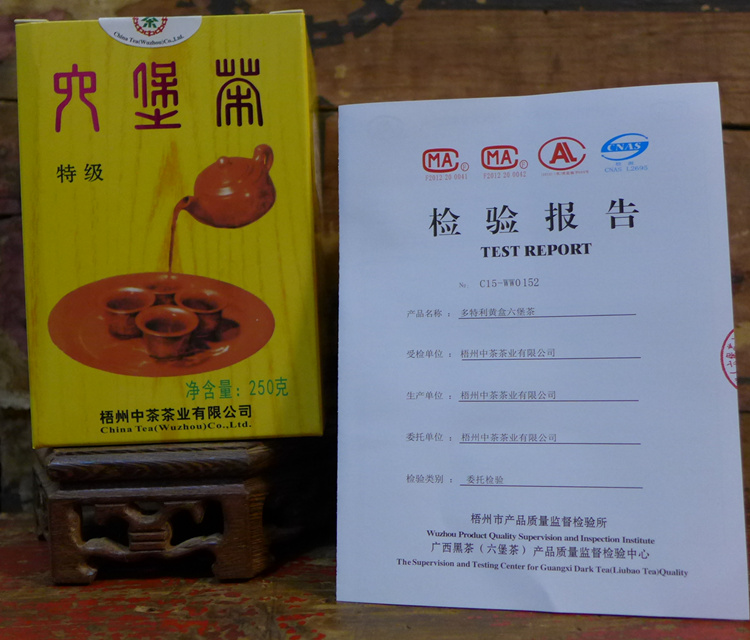 茶
China Tea(Wuzhou)Co.,Ltd.
六堡茶
特级
净含量：250克
梧州中茶茶业有限公司
China Tea(Wuzhou)Co.,Ltd.
MA
MA
AL
CNAS
CNAS
检验报告
TEST REPORT
№ C15-WW0152
产品名称： 多特利黄盒六堡茶
受检单位： 梧州中茶茶业有限公司
生产单位： 梧州中茶茶业有限公司
委托单位： 梧州中茶茶业有限公司
检验类别： 委托检验
梧州市产品质量监督检验所
Wuzhou Product Quality Supervision and Inspection Institute
广西黑茶（六堡茶）产品质量监督检验中心
The Supervision and Testing Center for Guangxi Dark Tea(Liubao Tea)Quality